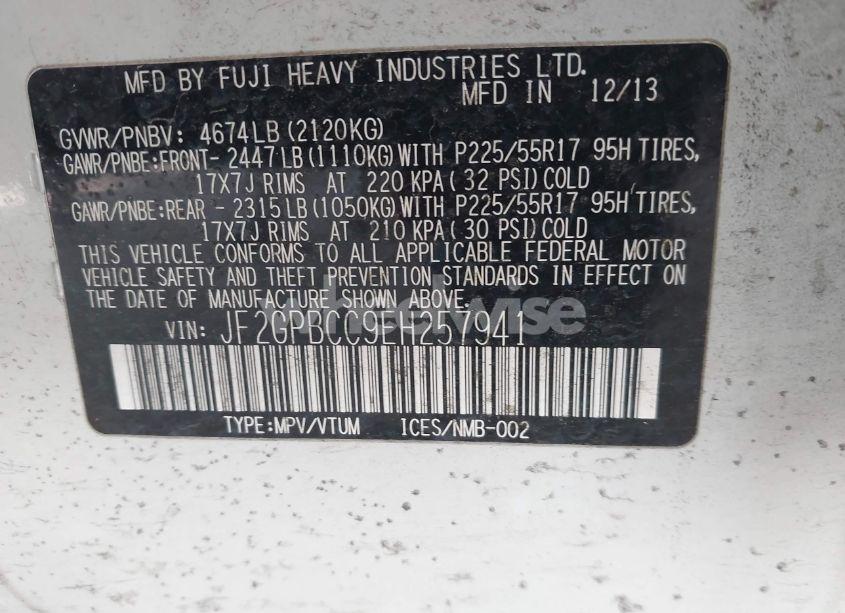 MFD BY FUJI HEAVY INDUSTRIES LTD.
MFD IN 12/13
GVWR/PNBV: 4674LB(2120KG)
GAWR/PNBE:FRONT- 2447LB(1110KG)WITH P225/55R17 95H TIRES,
17X7J RIMS AT 220 KPA(32 PSI)COLD
GAWR/PNBE:REAR - 2315LB(1050KG)WITH P225/55R17 95H TIRES,
17X7J RIMS AT 210 KPA(30 PSI)COLD
THIS VEHICLE CONFORMS TO ALL APPLICABLE FEDERAL MOTOR
VEHICLE SAFETY AND THEFT PREVENTION STANDARDS IN EFFECT ON
THE DATE OF MANUFACTURE SHOWN ABOVE.
wheelwise
VIN: JF2GPBCC9EH257941
TYPE:MPV/VTUM ICES/NMB-002